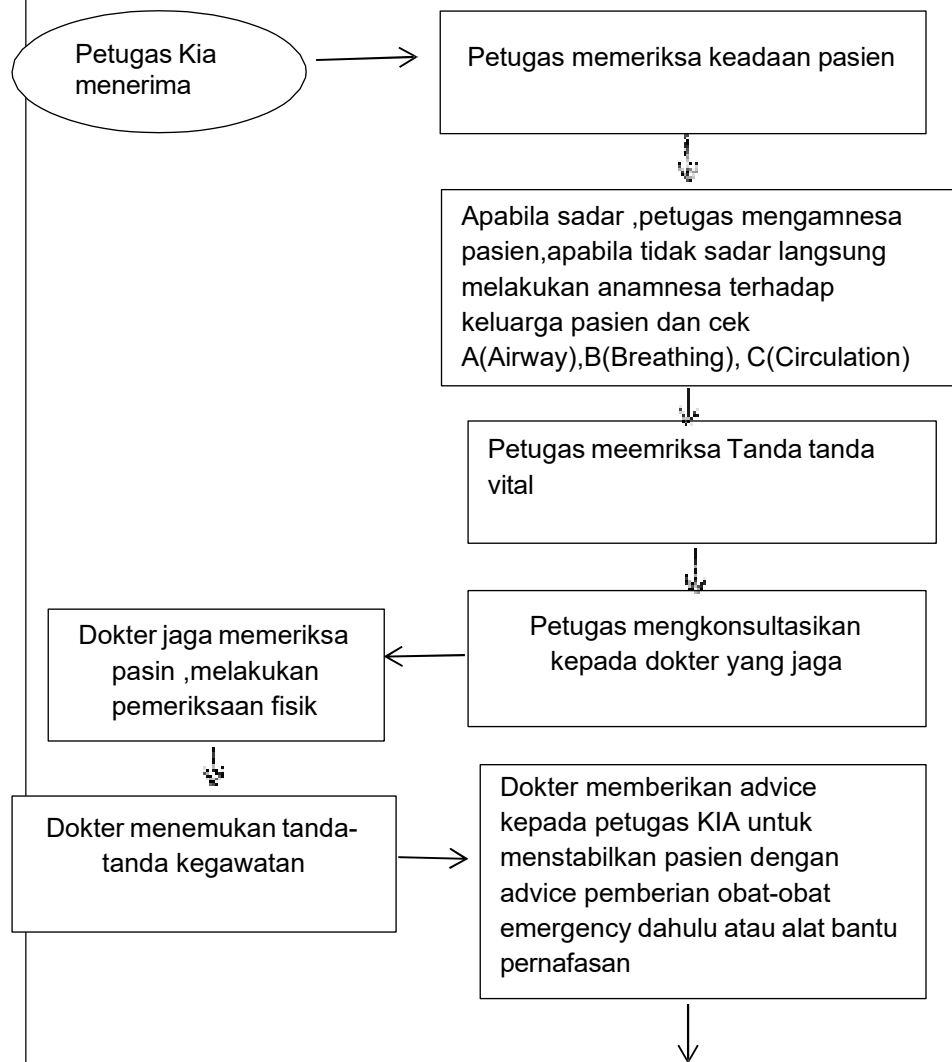 Petugas Kia
menerima
Petugas memeriksa keadaan pasien
Apabila sadar ,petugas mengamnesa
pasien,apabila tidak sadar langsung
melakukan anamnesa terhadap
keluarga pasien dan cek
A(Airway),B(Breathing), C(Circulation)
Petugas meemriksa Tanda tanda
vital
Petugas mengkonsultasikan
kepada dokter yang jaga
Dokter jaga memeriksa
pasin ,melakukan
pemeriksaan fisik
Dokter menemukan tanda-
tanda kegawatan
Dokter memberikan advice
kepada petugas KIA untuk
menstabilkan pasien dengan
advice pemberian obat-obat
emergency dahulu atau alat bantu
pernafasan